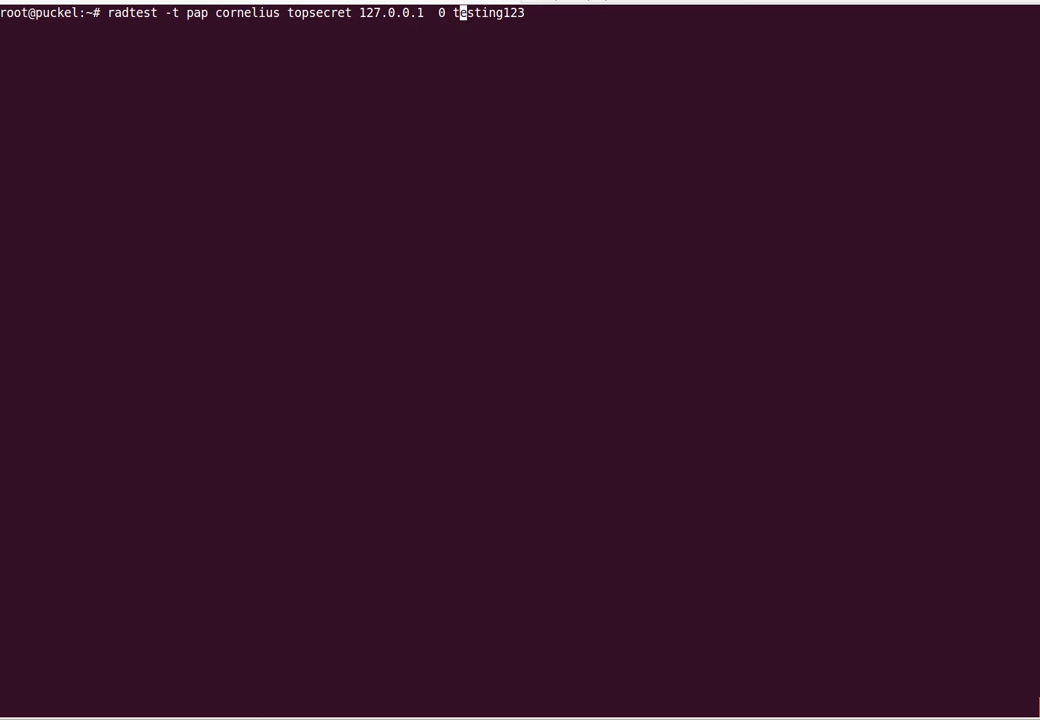 root@puckel:~# radtest -t pap cornelius topsecret 127.0.0.1  0 testing123